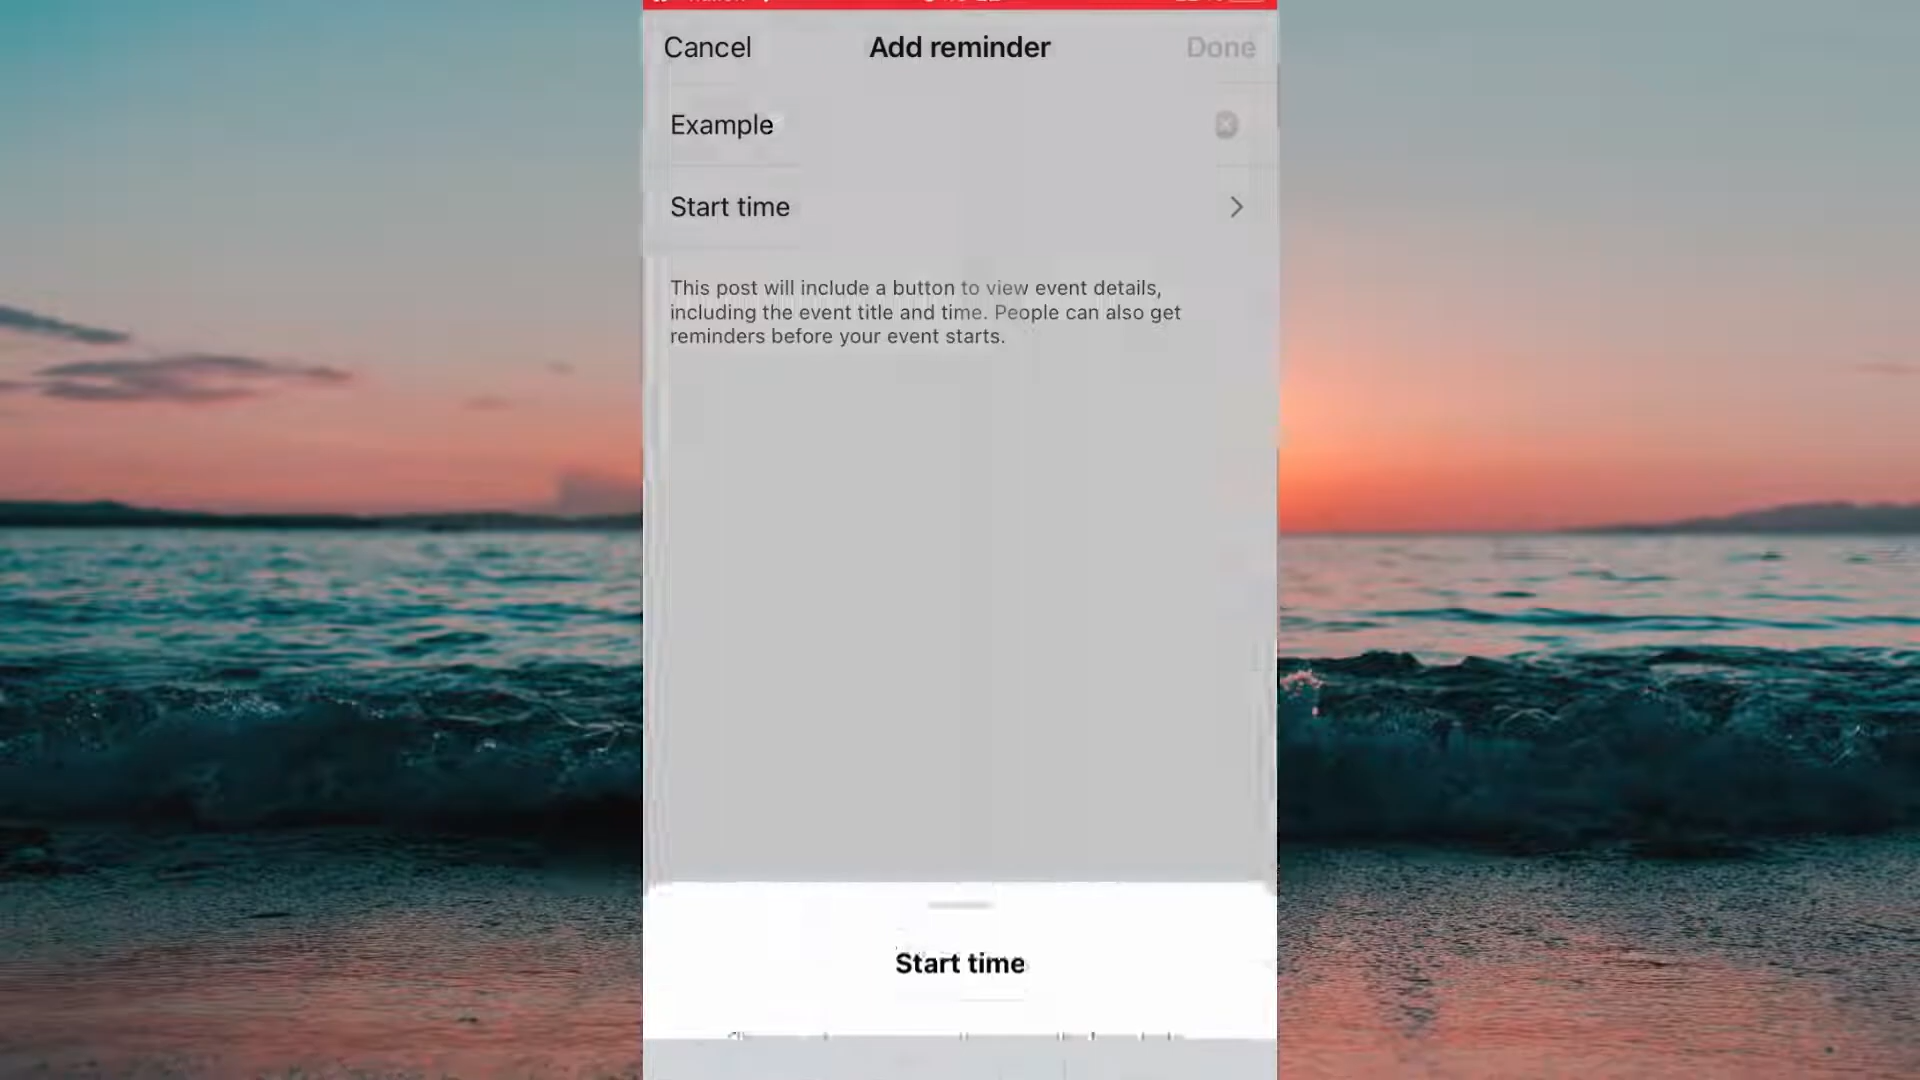 Cancel
Add reminder
Done
Example
Start time
This post will include a button to view event details,
including the event title and time. People can also get
reminders before your event starts.
Start time